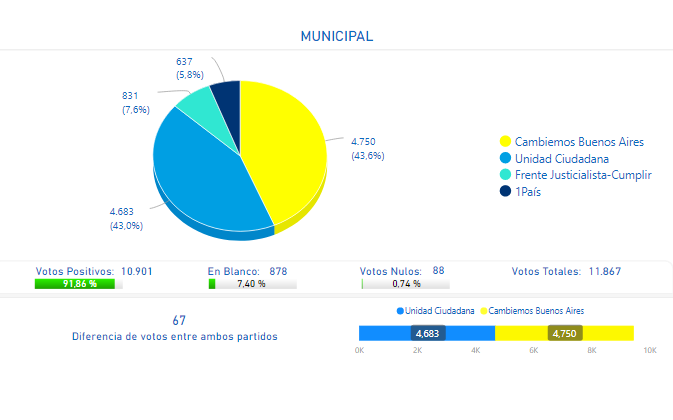 MUNICIPAL
637
(5,8%)
831
(7,6%)
4.750
(43,6%)
4.683
(43,0%)
Cambiemos Buenos Aires
Unidad Ciudadana
Frente Justicialista-Cumplir
1País
Votos Positivos: 10.901
91,86 %
En Blanco: 878
7,40 %
Votos Nulos: 88
0,74 %
Votos Totales: 11.867
67
Diferencia de votos entre ambos partidos
Unidad Ciudadana Cambiemos Buenos Aires
4,683 4,750
0K 2K 4K 6K 8K 10K